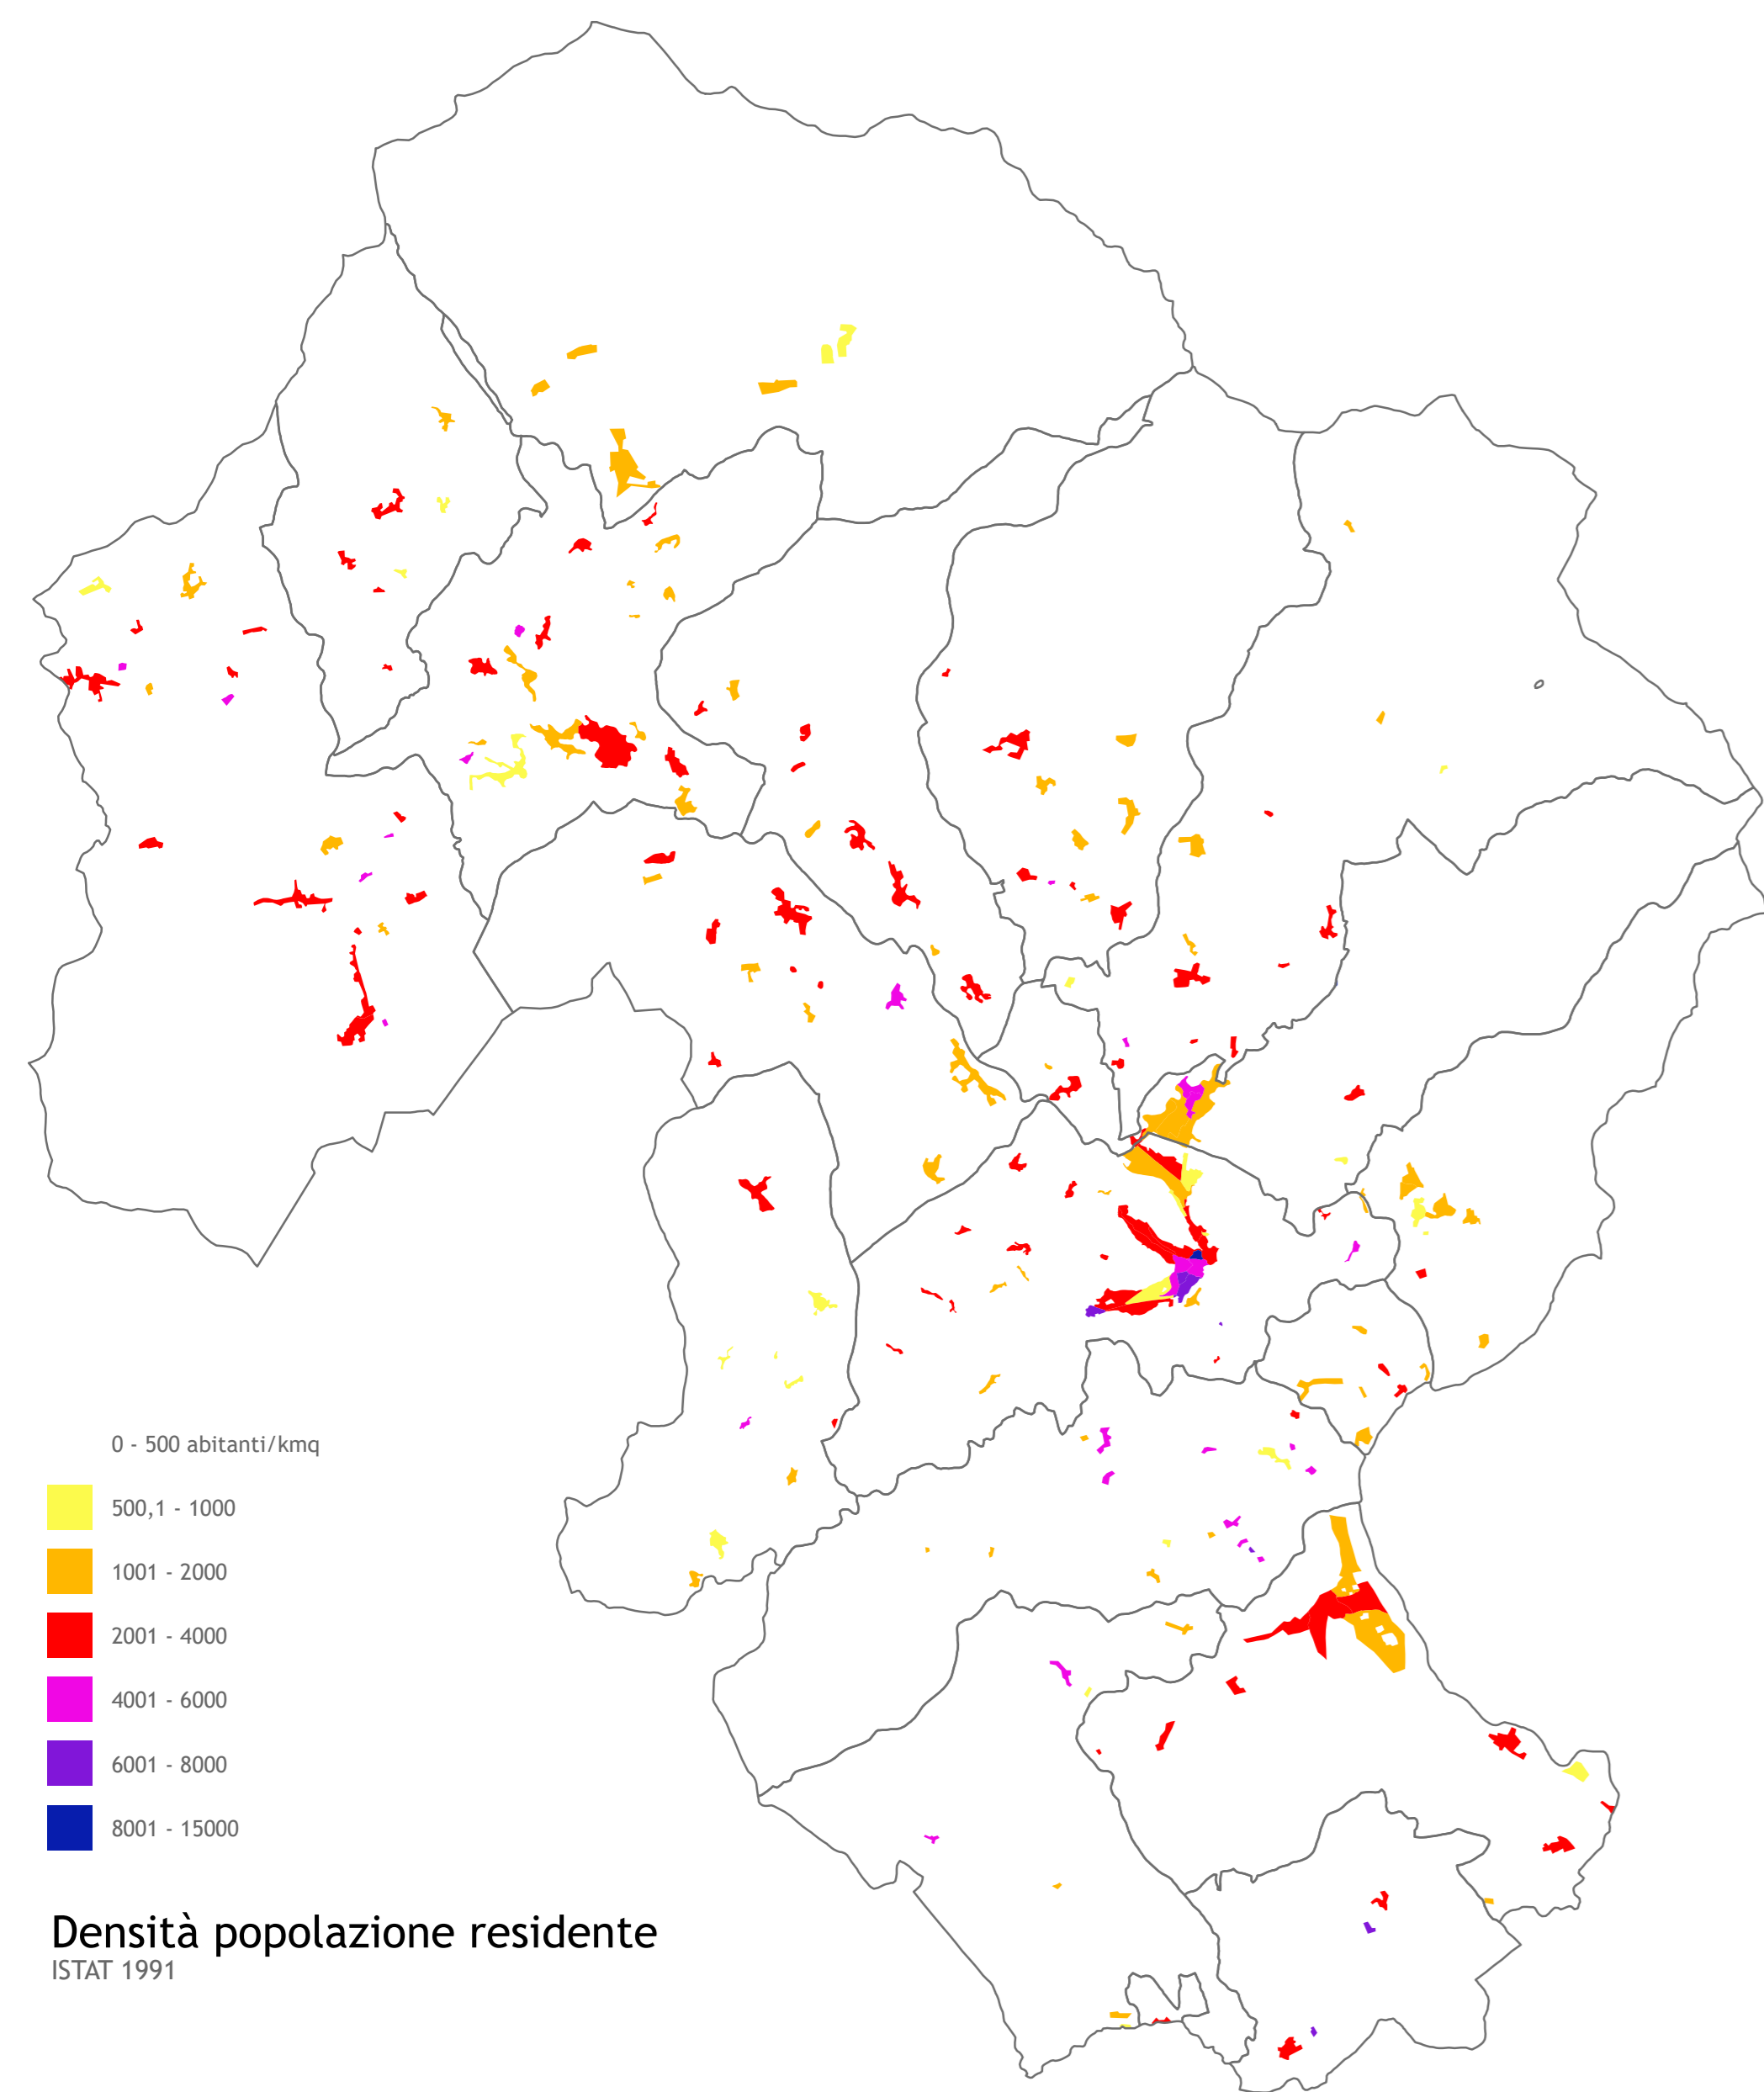 0 - 500 abitanti/kmq
500,1 - 1000
1001 - 2000
2001 - 4000
4001 - 6000
6001 - 8000
8001 - 15000
Densità popolazione residente
ISTAT 1991